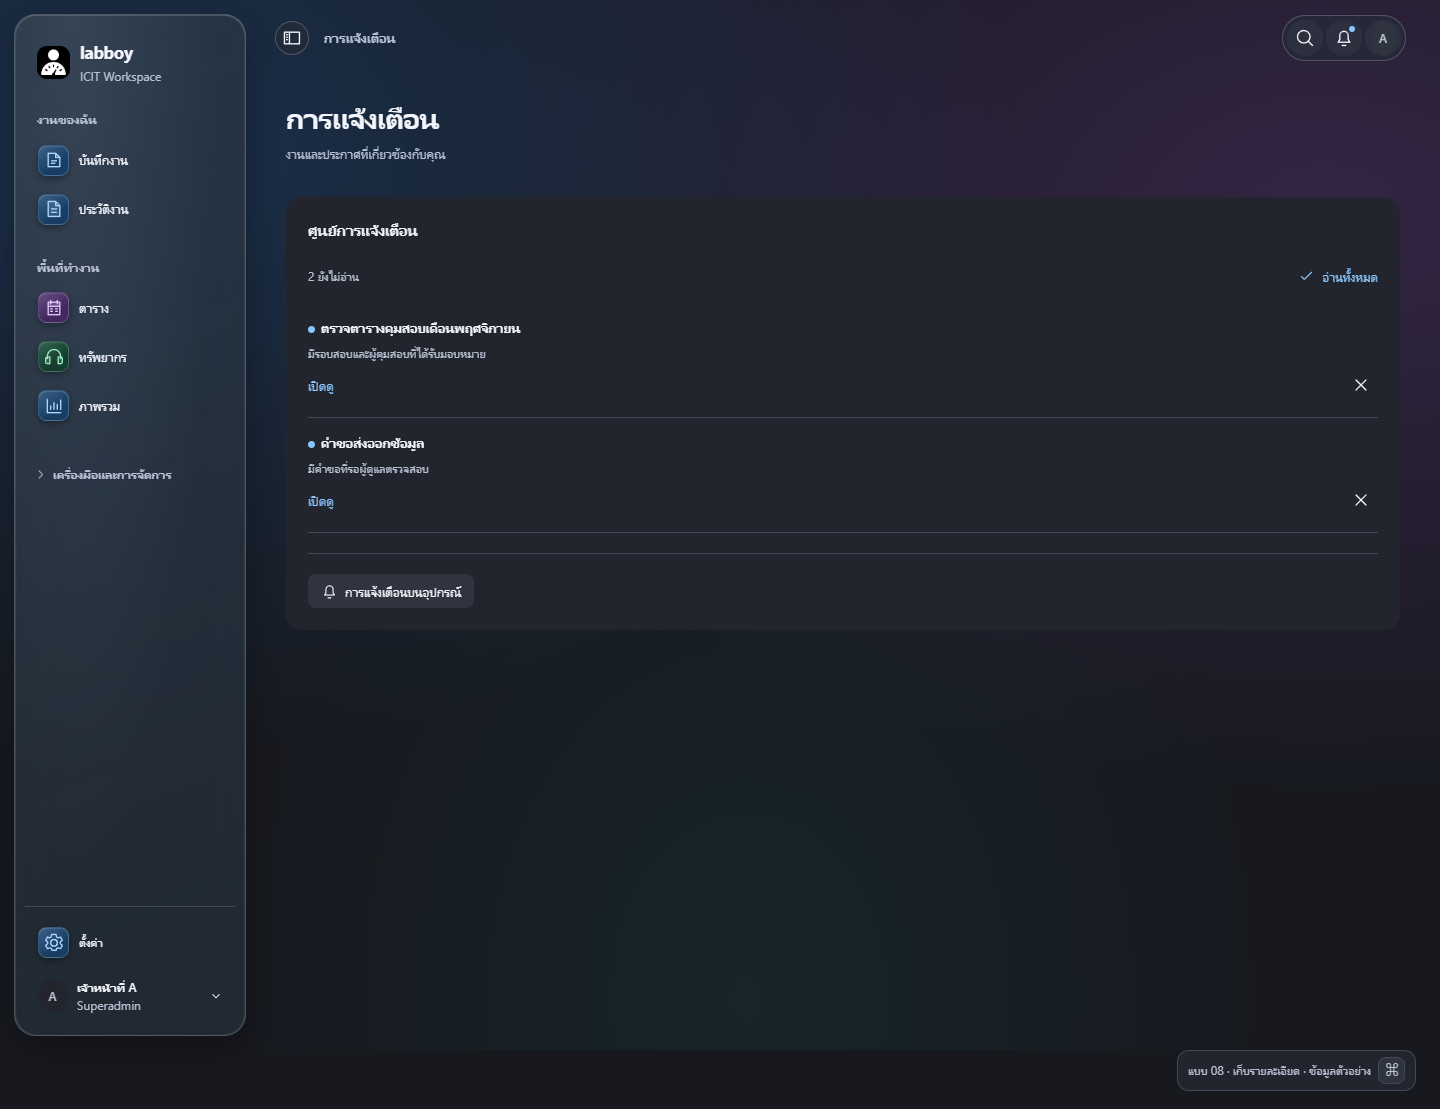 labboy
ICIT Workspace
การแจ้งเตือน
A
งานของฉัน
บันทึกงาน
ประวัติงาน
พื้นที่ทำงาน
ตาราง
ทรัพยากร
ภาพรวม
เครื่องมือและการจัดการ
ตั้งค่า
A
เจ้าหน้าที่ A
Superadmin
การแจ้งเตือน
งานและประกาศที่เกี่ยวข้องกับคุณ
ศูนย์การแจ้งเตือน
2 ยังไม่อ่าน
อ่านทั้งหมด
ตรวจตารางคุมสอบเดือนพฤศจิกายน
มีรอบสอบและผู้คุมสอบที่ได้รับมอบหมาย
เปิดดู
คำขอส่งออกข้อมูล
มีคำขอที่รอผู้ดูแลตรวจสอบ
เปิดดู
การแจ้งเตือนบนอุปกรณ์
แบบ 08 · เก็บรายละเอียด · ข้อมูลตัวอย่าง ⌘